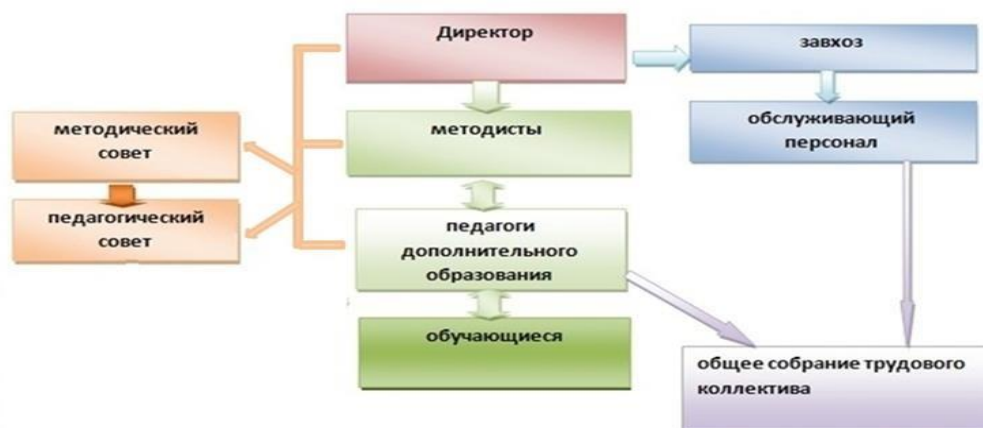 Директор
завхоз
методический
совет
методисты
обслуживающий
персонал
педагогический
совет
педагоги
дополнительного
образования
обучающиеся
общее собрание трудового
коллектива